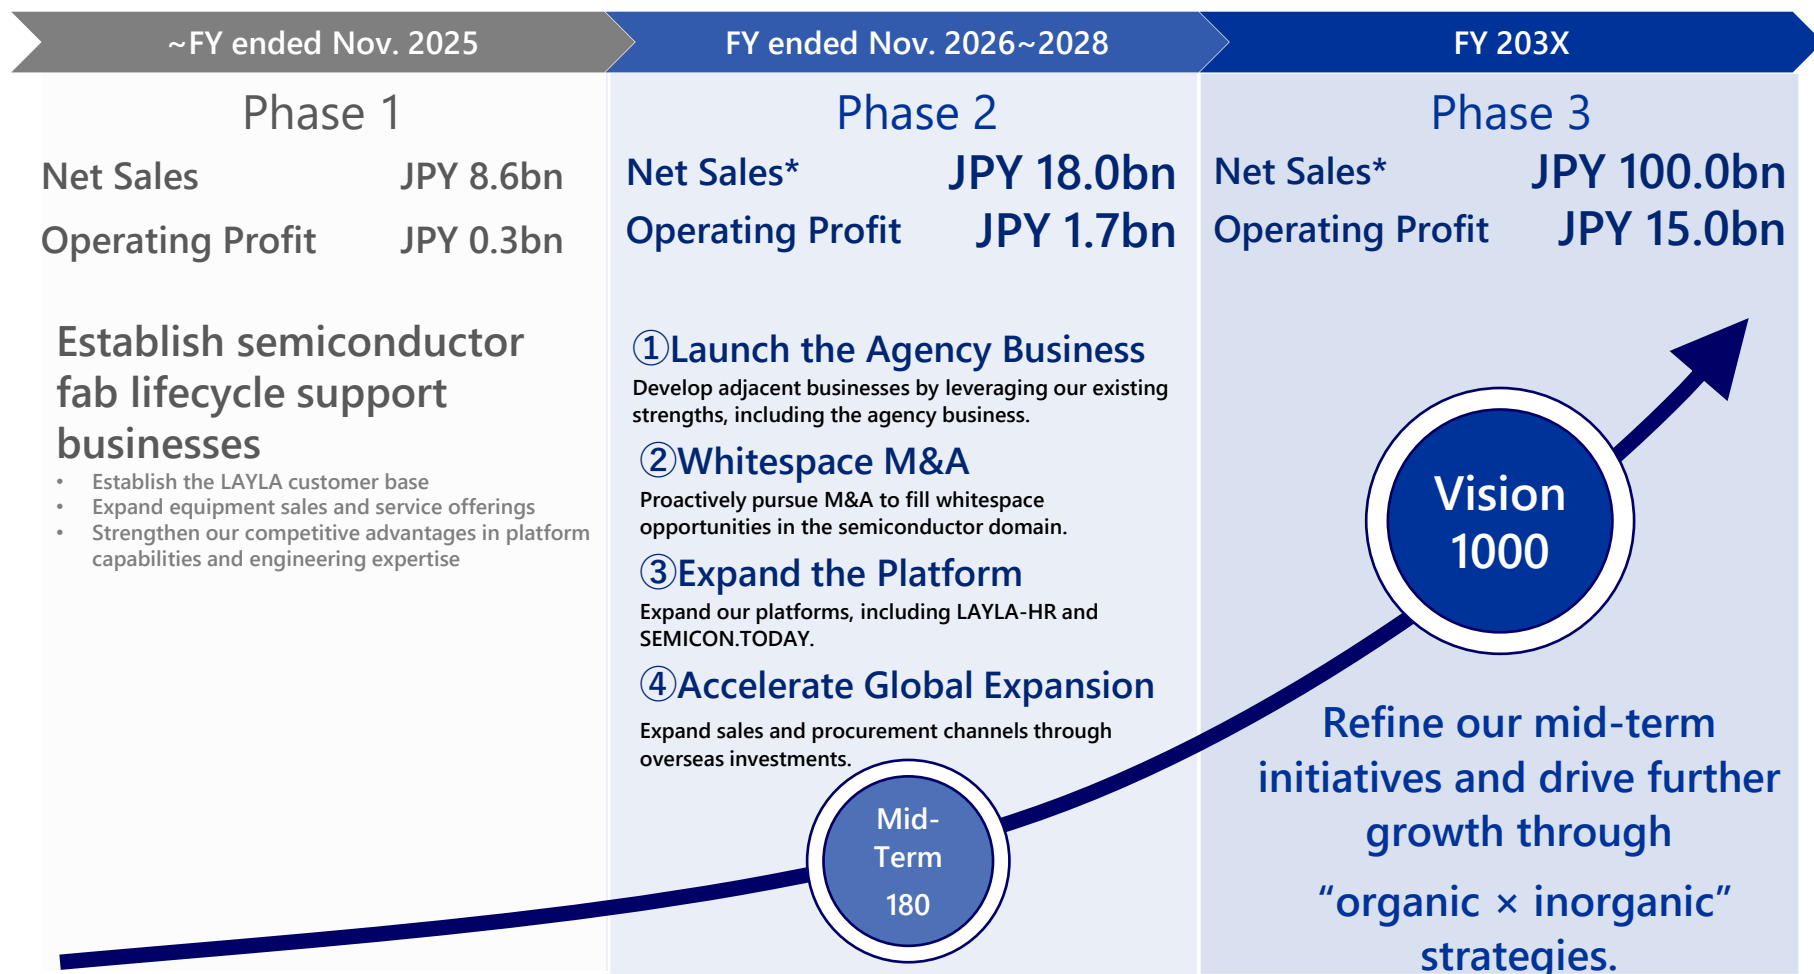 ~FY ended Nov. 2025
FY ended Nov. 2026~2028
FY 203X
Phase 1
Net Sales JPY 8.6bn
Operating Profit JPY 0.3bn
Establish semiconductor
fab lifecycle support
businesses
• Establish the LAYLA customer base
• Expand equipment sales and service offerings
• Strengthen our competitive advantages in platform
capabilities and engineering expertise
Phase 2
Net Sales* JPY 18.0bn
Operating Profit JPY 1.7bn
①Launch the Agency Business
Develop adjacent businesses by leveraging our existing
strengths, including the agency business.
②Whitespace M&A
Proactively pursue M&A to fill whitespace
opportunities in the semiconductor domain.
③Expand the Platform
Expand our platforms, including LAYLA-HR and
SEMICON.TODAY.
④Accelerate Global Expansion
Expand sales and procurement channels through
overseas investments.
Mid-
Term
180
Phase 3
Net Sales* JPY 100.0bn
Operating Profit JPY 15.0bn
Vision
1000
Refine our mid-term
initiatives and drive further
growth through
“organic × inorganic”
strategies.